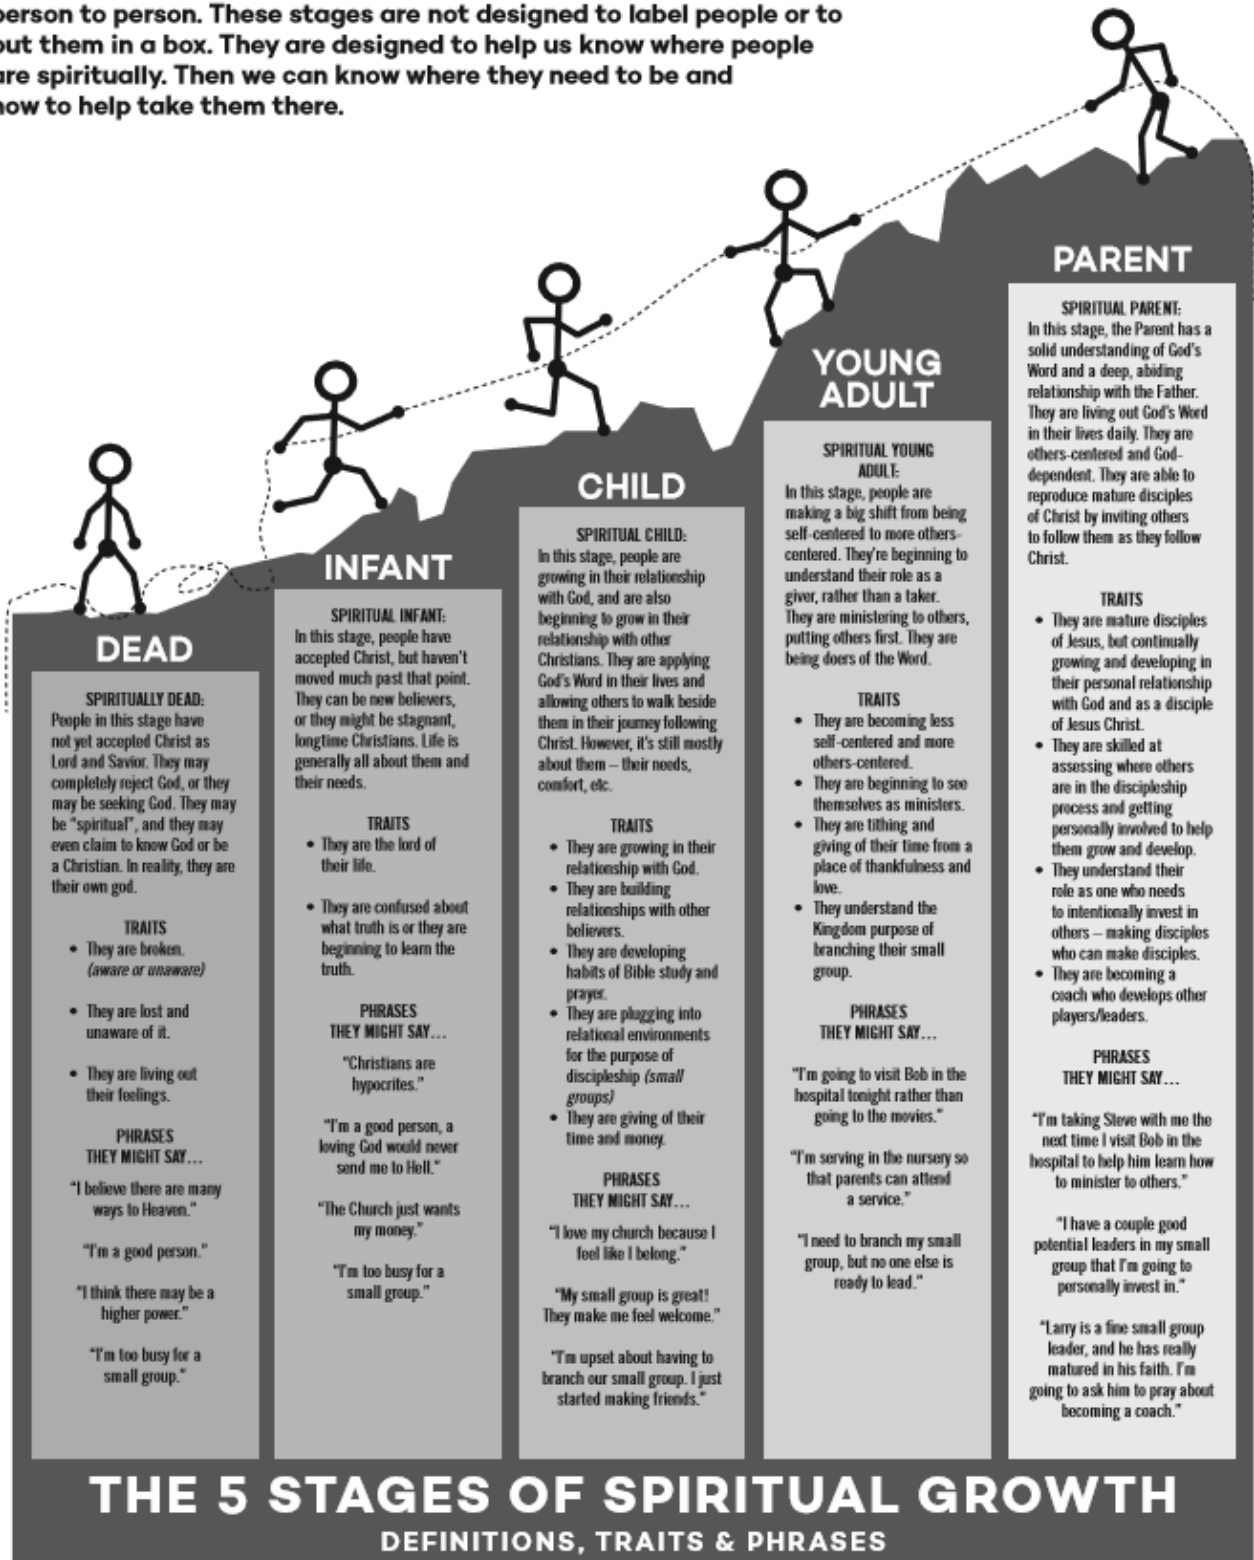 person to person. These stages are not designed to label people or to
put them in a box. They are designed to help us know where people
are spiritually. Then we can know where they need to be and
how to help take them there.
DEAD
SPIRITUALLY DEAD:
People in this stage have
not yet accepted Christ as
Lord and Savior. They may
completely reject God, or they
may be seeking God. They may
be "spiritual", and they may
even claim to know God or be
a Christian. In reality, they are
their own god.
TRAITS
• They are broken.
(aware or unaware)
• They are lost and
unaware of it.
• They are living out
their feelings.
PHRASES
THEY MIGHT SAY…
"I believe there are many
ways to Heaven."
"I'm a good person."
"I think there may be a
higher power."
"I'm too busy for a
small group."
INFANT
SPIRITUAL INFANT:
In this stage, people have
accepted Christ, but haven't
moved much past that point.
They can be new believers,
or they might be stagnant,
longtime Christians. Life is
generally all about them and
their needs.
TRAITS
• They are the lord of
their life.
• They are confused about
what truth is or they are
beginning to learn the
truth.
PHRASES
THEY MIGHT SAY…
"Christians are
hypocrites."
"I'm a good person, a
loving God would never
send me to Hell."
"The Church just wants
my money."
"I'm too busy for a
small group."
CHILD
SPIRITUAL CHILD:
In this stage, people are
growing in their relationship
with God, and are also
beginning to grow in their
relationship with other
Christians. They are applying
God's Word in their lives and
allowing others to walk beside
them in their journey following
Christ. However, it's still mostly
about them – their needs,
comfort, etc.
TRAITS
• They are growing in their
relationship with God.
• They are building
relationships with other
believers.
• They are developing
habits of Bible study and
prayer.
• They are plugging into
relational environments
for the purpose of
discipleship (small
groups)
• They are giving of their
time and money.
PHRASES
THEY MIGHT SAY…
"I love my church because I
feel like I belong."
"My small group is great!
They make me feel welcome."
"I'm upset about having to
branch our small group. I just
started making friends."
YOUNG
ADULT
SPIRITUAL YOUNG
ADULT:
In this stage, people are
making a big shift from being
self-centered to more others-
centered. They're beginning to
understand their role as a
giver, rather than a taker.
They are ministering to others,
putting others first. They are
being doers of the Word.
TRAITS
• They are becoming less
self-centered and more
others-centered.
• They are beginning to see
themselves as ministers.
• They are tithing and
giving of their time from a
place of thankfulness and
love.
• They understand the
Kingdom purpose of
branching their small
group.
PHRASES
THEY MIGHT SAY…
"I'm going to visit Bob in the
hospital tonight rather than
going to the movies."
"I'm serving in the nursery so
that parents can attend
a service."
"I need to branch my small
group, but no one else is
ready to lead."
PARENT
SPIRITUAL PARENT:
In this stage, the Parent has a
solid understanding of God's
Word and a deep, abiding
relationship with the Father.
They are living out God's Word
in their lives daily. They are
others-centered and God-
dependent. They are able to
reproduce mature disciples
of Christ by inviting others
to follow them as they follow
Christ.
TRAITS
• They are mature disciples
of Jesus, but continually
growing and developing in
their personal relationship
with God and as a disciple
of Jesus Christ.
• They are skilled at
assessing where others
are in the discipleship
process and getting
personally involved to help
them grow and develop.
• They understand their
role as one who needs
to intentionally invest in
others – making disciples
who can make disciples.
• They are becoming a
coach who develops other
players/leaders.
PHRASES
THEY MIGHT SAY…
"I'm taking Steve with me the
next time I visit Bob in the
hospital to help him learn how
to minister to others."
"I have a couple good
potential leaders in my small
group that I'm going to
personally invest in."
"Larry is a fine small group
leader, and he has really
matured in his faith. I'm
going to ask him to pray about
becoming a coach."
THE 5 STAGES OF SPIRITUAL GROWTH
DEFINITIONS, TRAITS & PHRASES